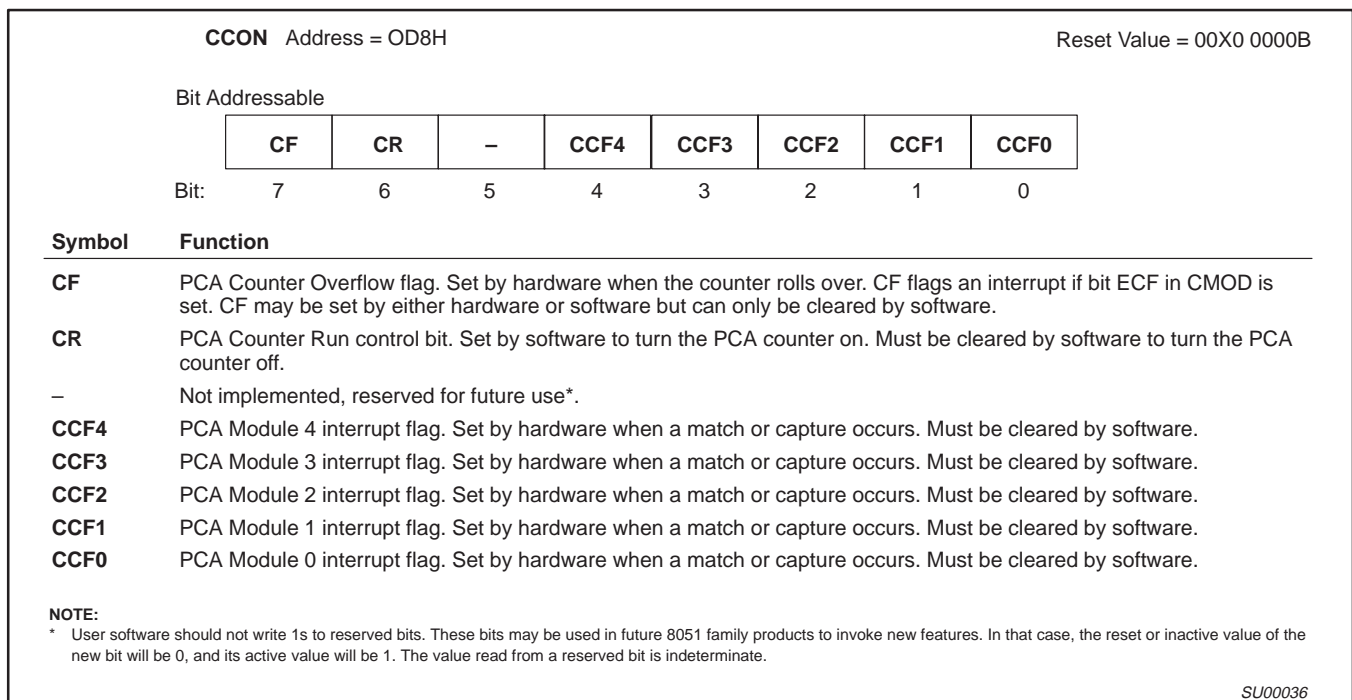 CCON Address = OD8H Reset Value = 00X0 0000B
Bit Addressable
CF CR – CCF4 CCF3 CCF2 CCF1 CCF0
Bit: 7 6 5 4 3 2 1 0
Symbol Function
CF PCA Counter Overflow flag. Set by hardware when the counter rolls over. CF flags an interrupt if bit ECF in CMOD is
set. CF may be set by either hardware or software but can only be cleared by software.
CR PCA Counter Run control bit. Set by software to turn the PCA counter on. Must be cleared by software to turn the PCA
counter off.
– Not implemented, reserved for future use*.
CCF4 PCA Module 4 interrupt flag. Set by hardware when a match or capture occurs. Must be cleared by software.
CCF3 PCA Module 3 interrupt flag. Set by hardware when a match or capture occurs. Must be cleared by software.
CCF2 PCA Module 2 interrupt flag. Set by hardware when a match or capture occurs. Must be cleared by software.
CCF1 PCA Module 1 interrupt flag. Set by hardware when a match or capture occurs. Must be cleared by software.
CCF0 PCA Module 0 interrupt flag. Set by hardware when a match or capture occurs. Must be cleared by software.
NOTE:
* User software should not write 1s to reserved bits. These bits may be used in future 8051 family products to invoke new features. In that case, the reset or inactive value of the
new bit will be 0, and its active value will be 1. The value read from a reserved bit is indeterminate.
SU00036